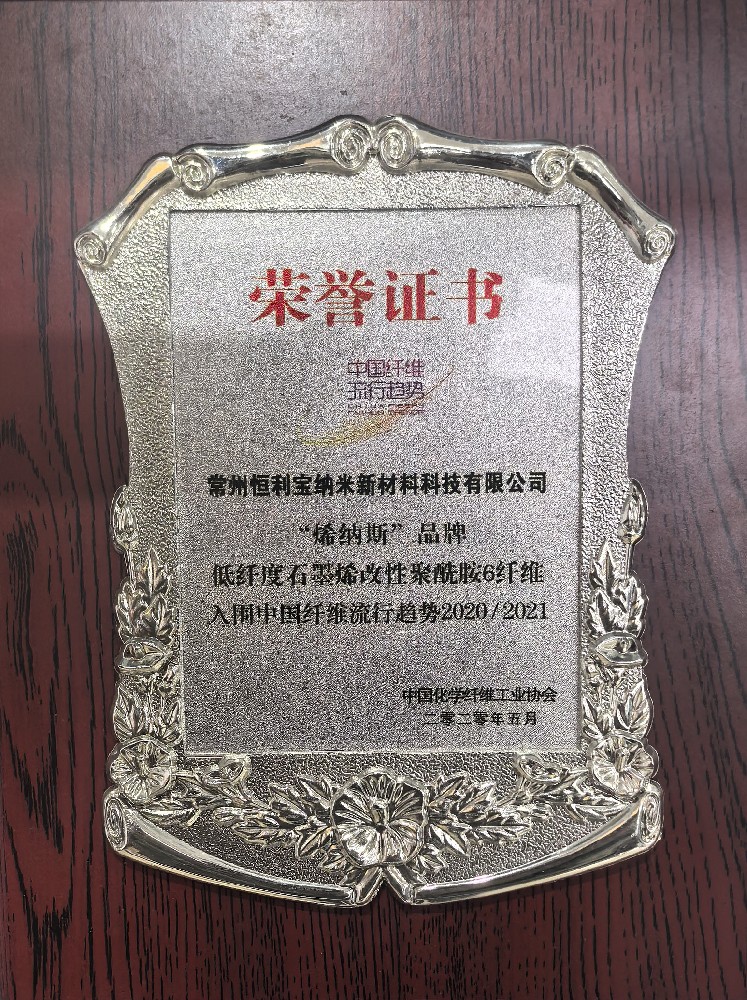 荣誉证书
中国纤维
流行趋势
常州恒利宝纳米新材料科技有限公司
“烯纳斯”品牌
低纤度石墨烯改性聚酰胺6纤维
入围中国纤维流行趋势2020/2021
中国化学纤维工业协会
二零二零年五月